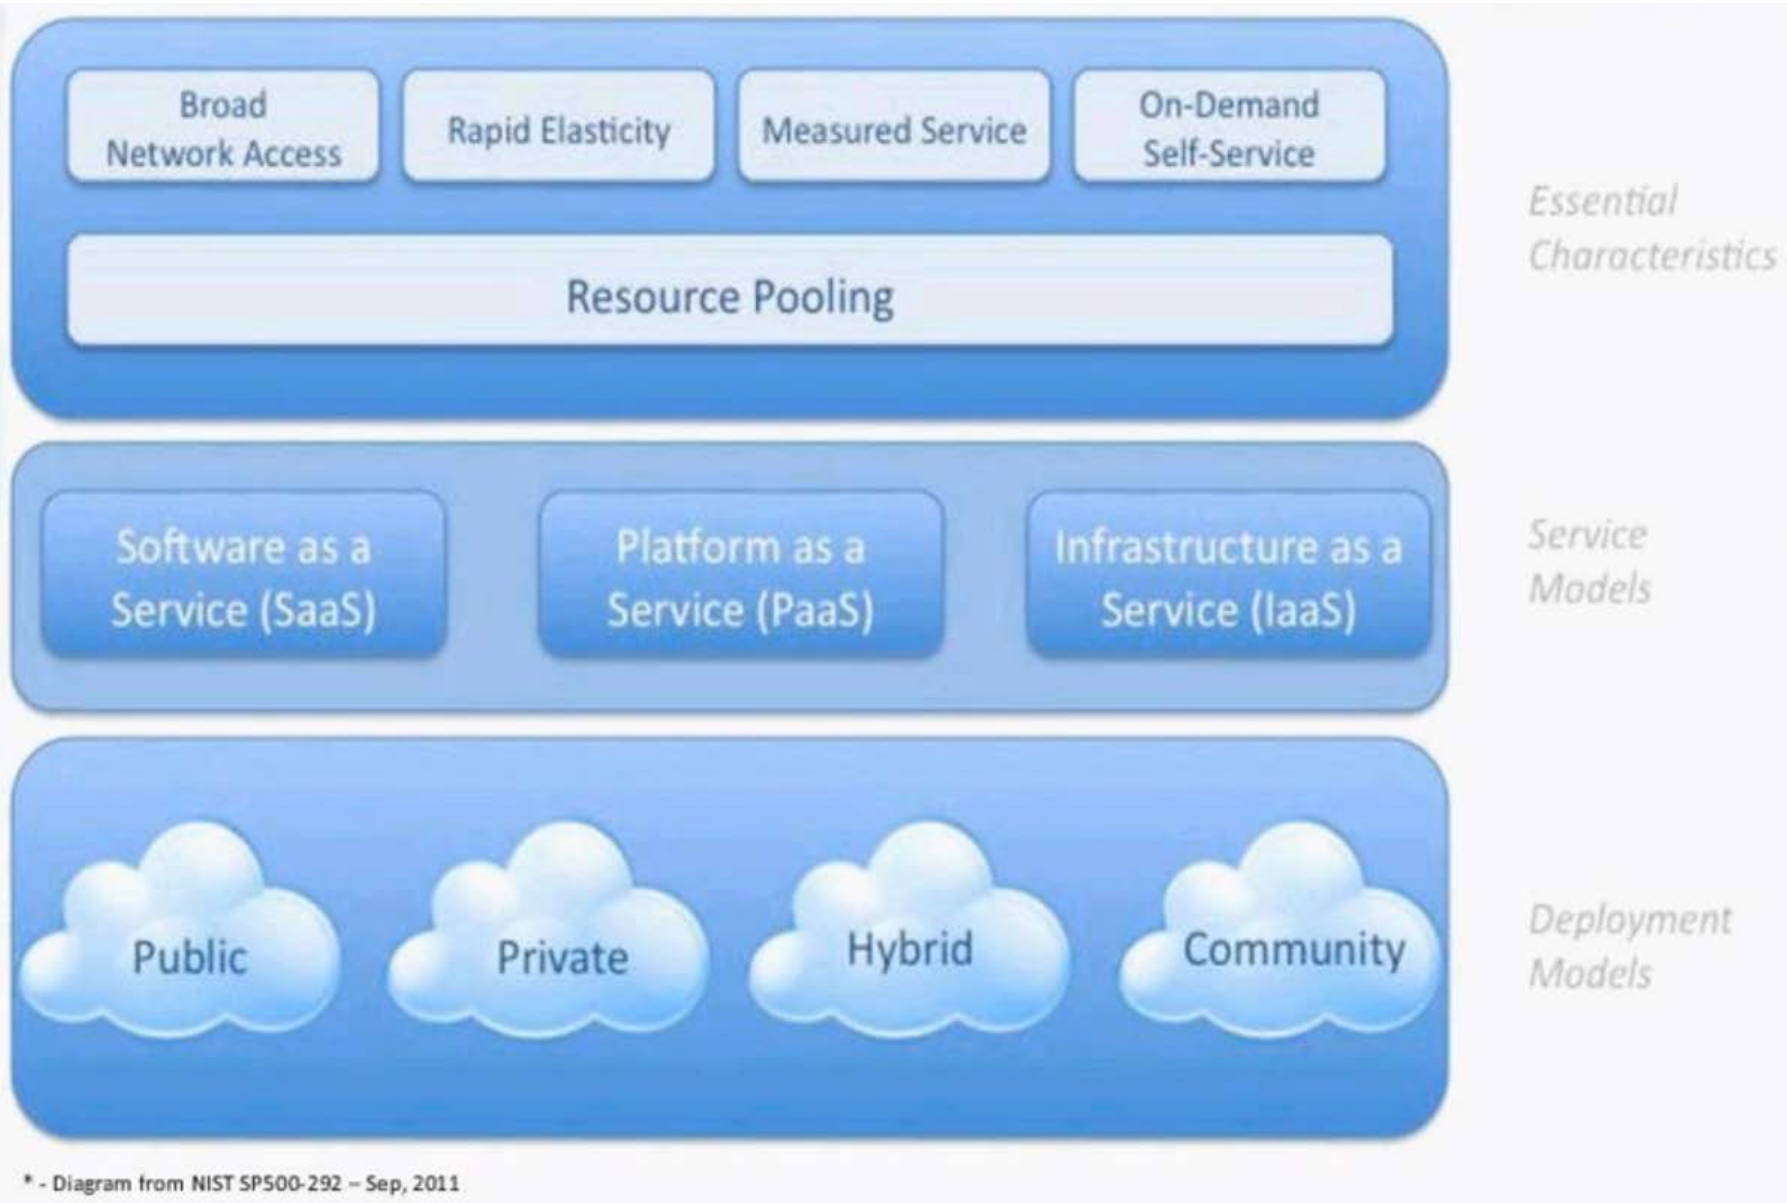 Broad
Network Access
Rapid Elasticity
Measured Service
On-Demand
Self-Service
Resource Pooling
Essential
Characteristics
Software as a
Service (SaaS)
Platform as a
Service (PaaS)
Infrastructure as a
Service (IaaS)
Service
Models
Public
Private
Hybrid
Community
Deployment
Models
* - Diagram from NIST SP500-292 – Sep, 2011